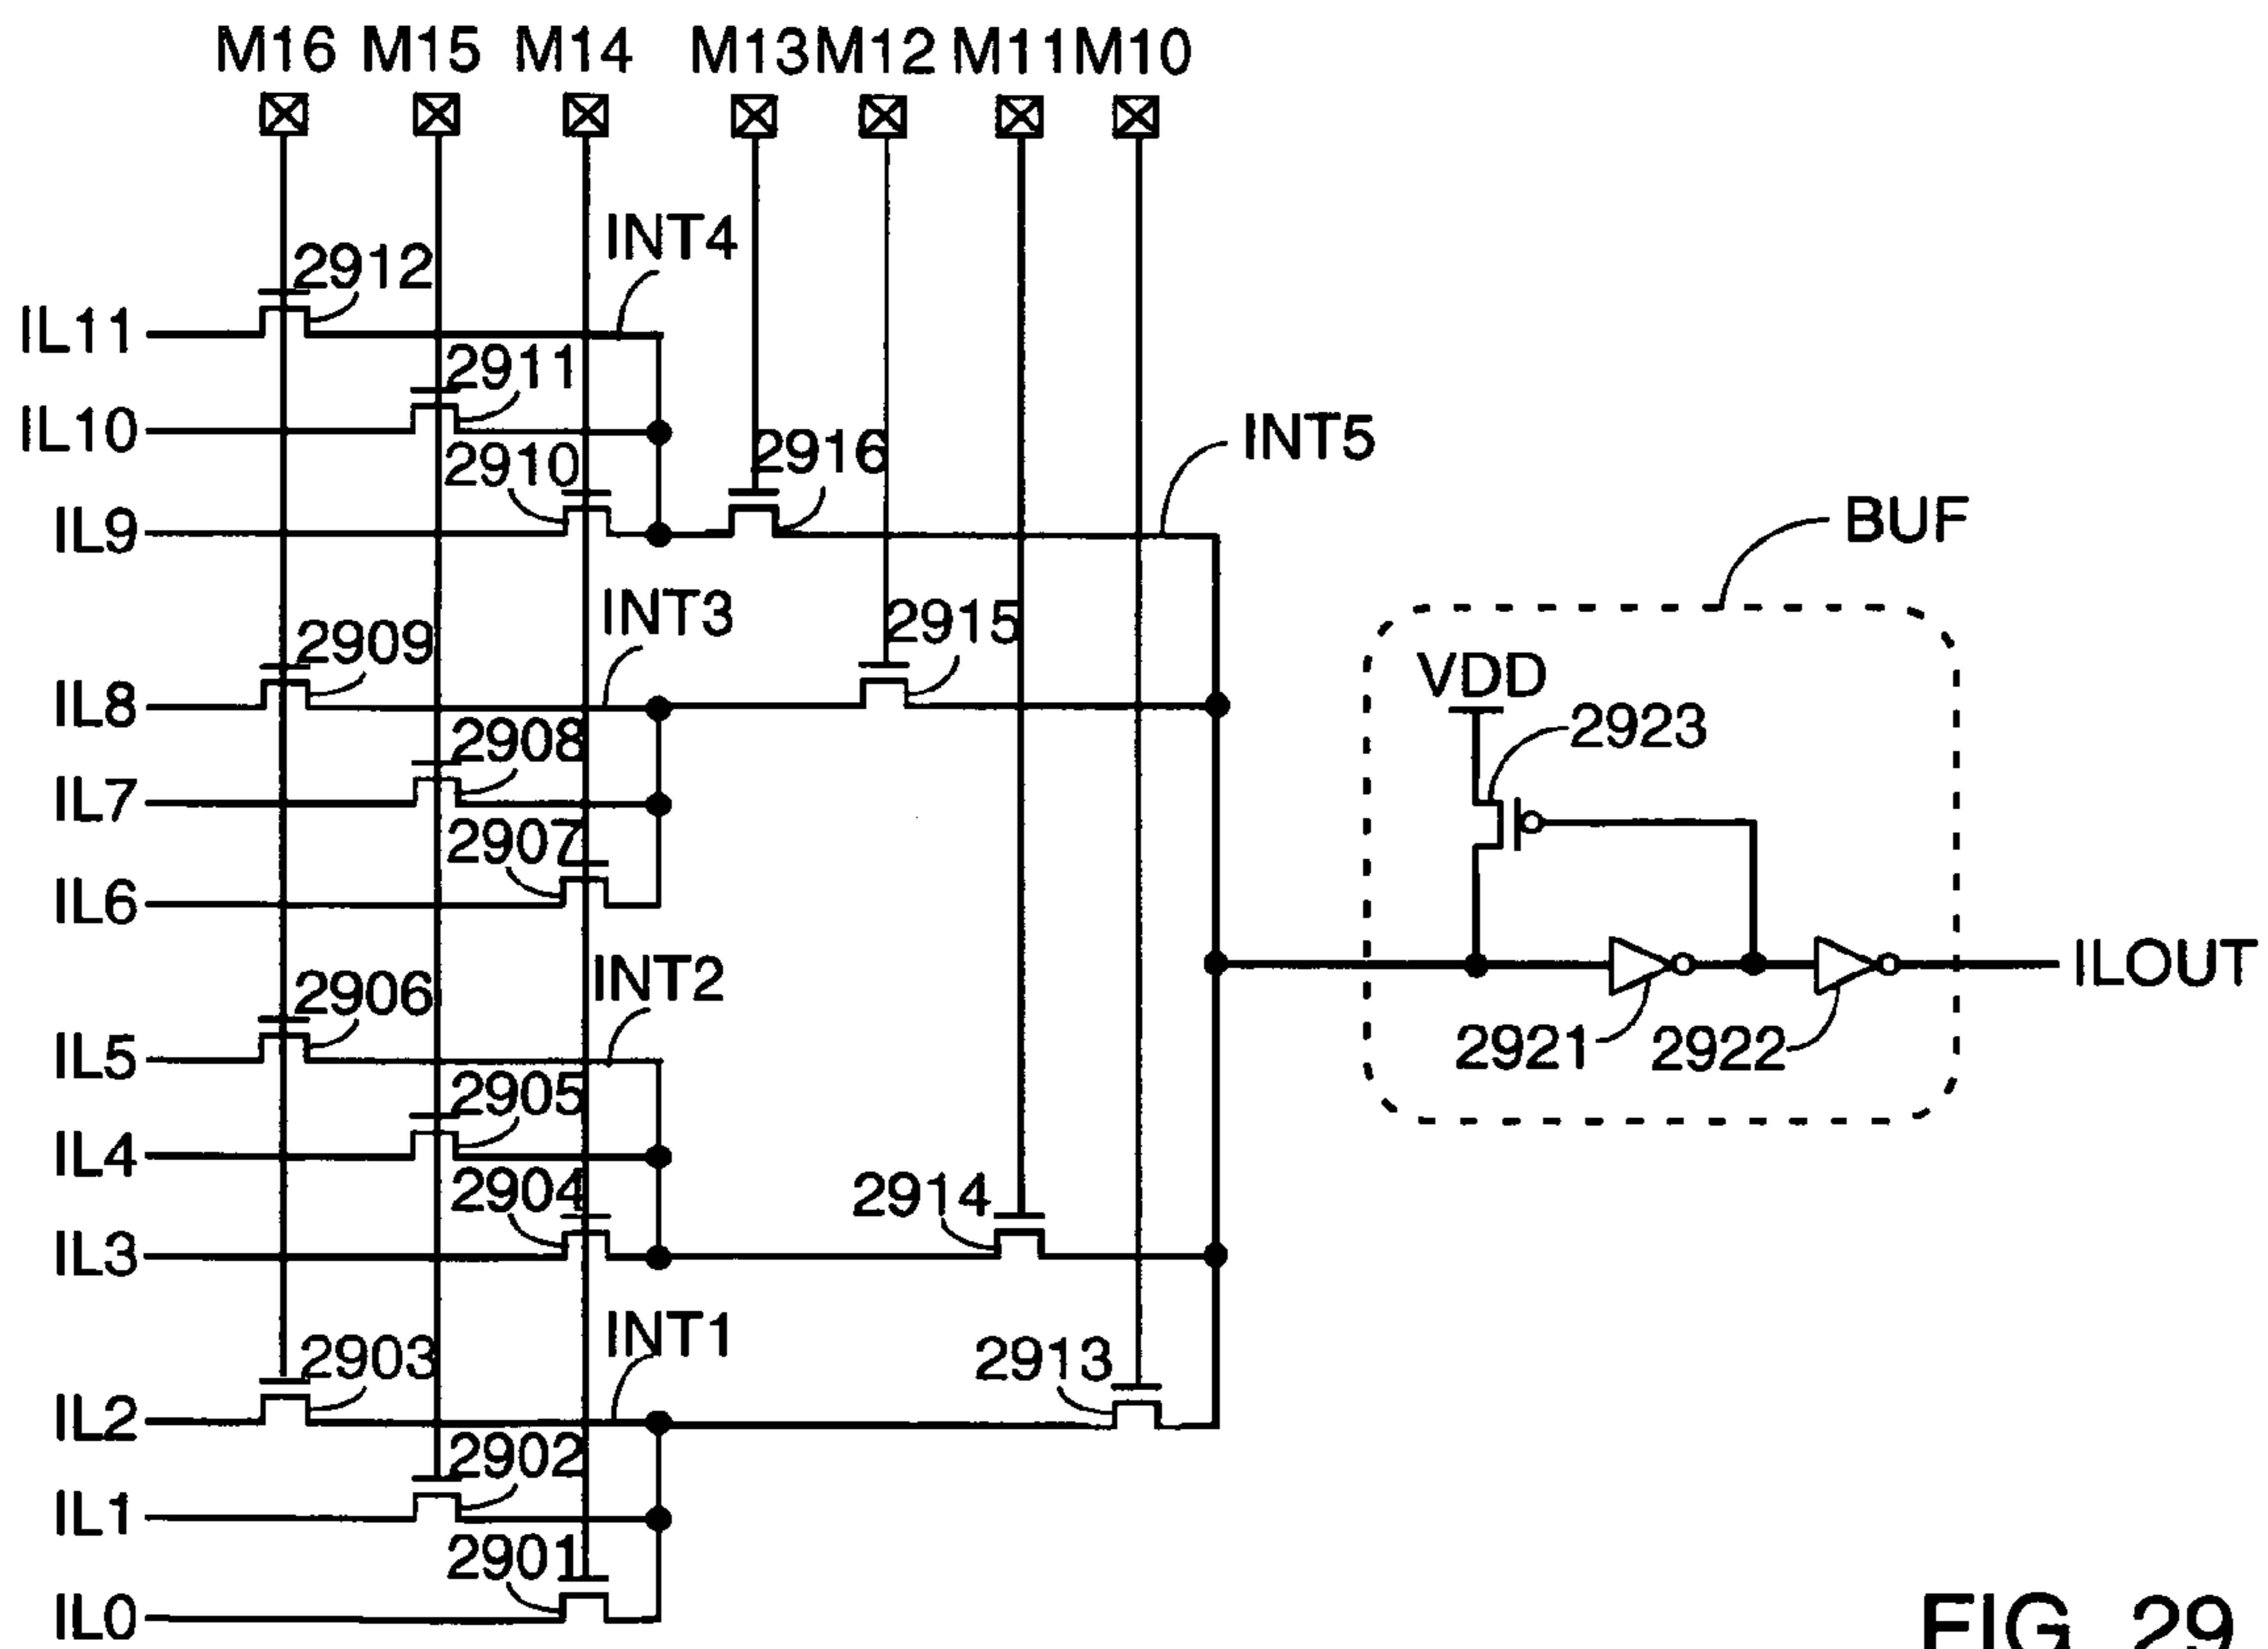 M16 M15 M14 M13 M12 M11 M10
INT4
2912
IL11
2911
IL10
INT5
2910
2916
BUF
IL9
INT3
2915
2909
VDD
IL8
2923
2908
IL7
2907
IL6
INT2
ILOUT
2906
2921
2922
IL5
2905
IL4
2904
2914
IL3
INT1
2903
2913
IL2
2902
IL1
2901
IL0
FIG. 29